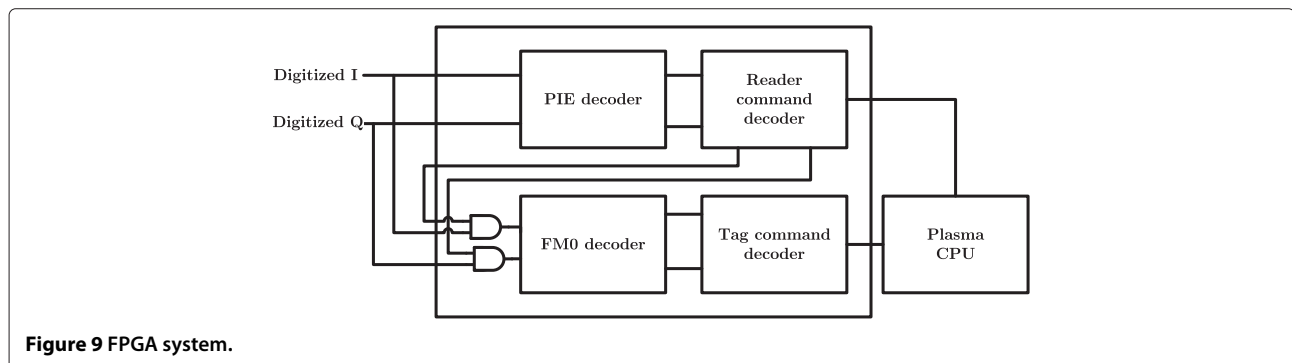 Digitized I
Digitized Q
PIE decoder
Reader
command
decoder
FM0 decoder
Tag command
decoder
Plasma
CPU
Figure 9 FPGA system.